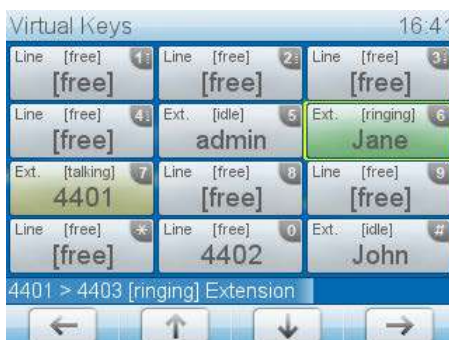 Virtual Keys 16:41
Line [free] 1 Line [free] 2 Line [free] 3
[free] [free] [free]
Line [free] 4 Ext. [idle] 5 Ext. [ringing] 6
[free] admin Jane
Ext. [talking] 7 Line [free] 8 Line [free] 9
4401 [free] [free]
Line [free] * Line [free] 0 Ext. [idle] #
[free] 4402 John
4401 > 4403 [ringing] Extension